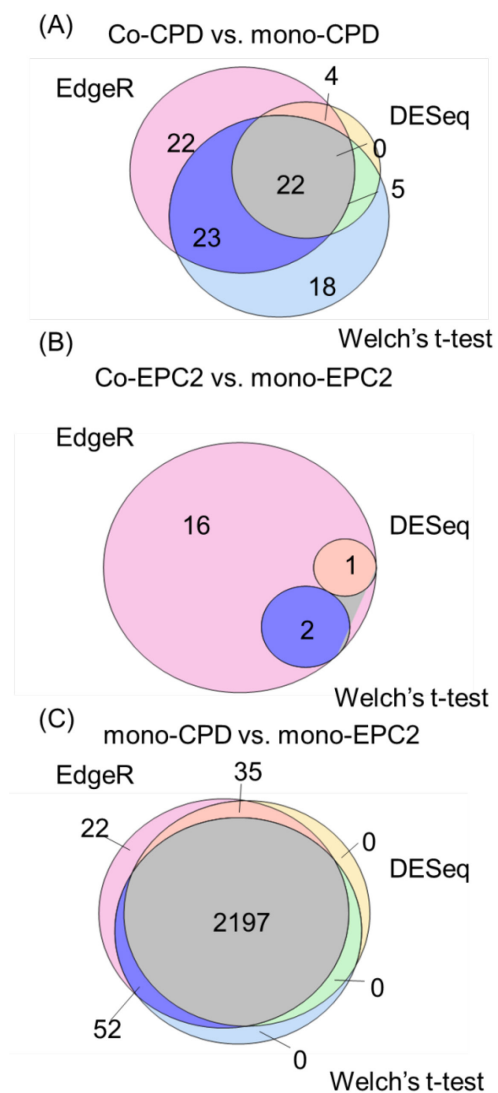 (A)
Co-CPD vs. mono-CPD
EdgeR
4
DESeq
22
0
22
5
23
18
Welch's t-test
(B)
Co-EPC2 vs. mono-EPC2
EdgeR
16
DESeq
1
2
Welch's t-test
(C)
mono-CPD vs. mono-EPC2
EdgeR
35
22
0
DESeq
2197
0
52
0
Welch's t-test